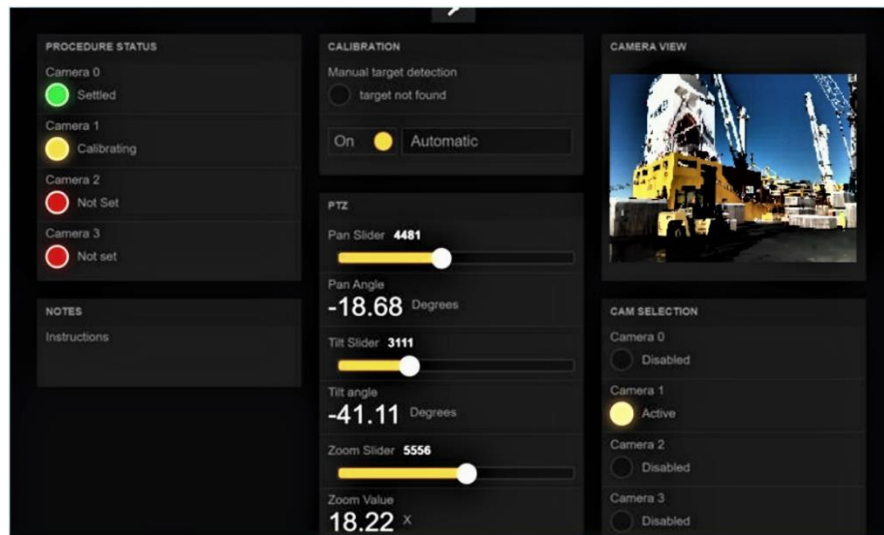 PROCEDURE STATUS
Camera 0
Settled
Camera 1
Calibrating
Camera 2
Not Set
Camera 3
Not set
NOTES
Instructions
CALIBRATION
Manual target detection
target not found
On Automatic
PTZ
Pan Slider 4481
Pan Angle
-18.68 Degrees
Tilt Slider 3111
Tilt angle
-41.11 Degrees
Zoom Slider 5556
Zoom Value
18.22 X
CAMERA VIEW
CAM SELECTION
Camera 0
Disabled
Camera 1
Active
Camera 2
Disabled
Camera 3
Disabled